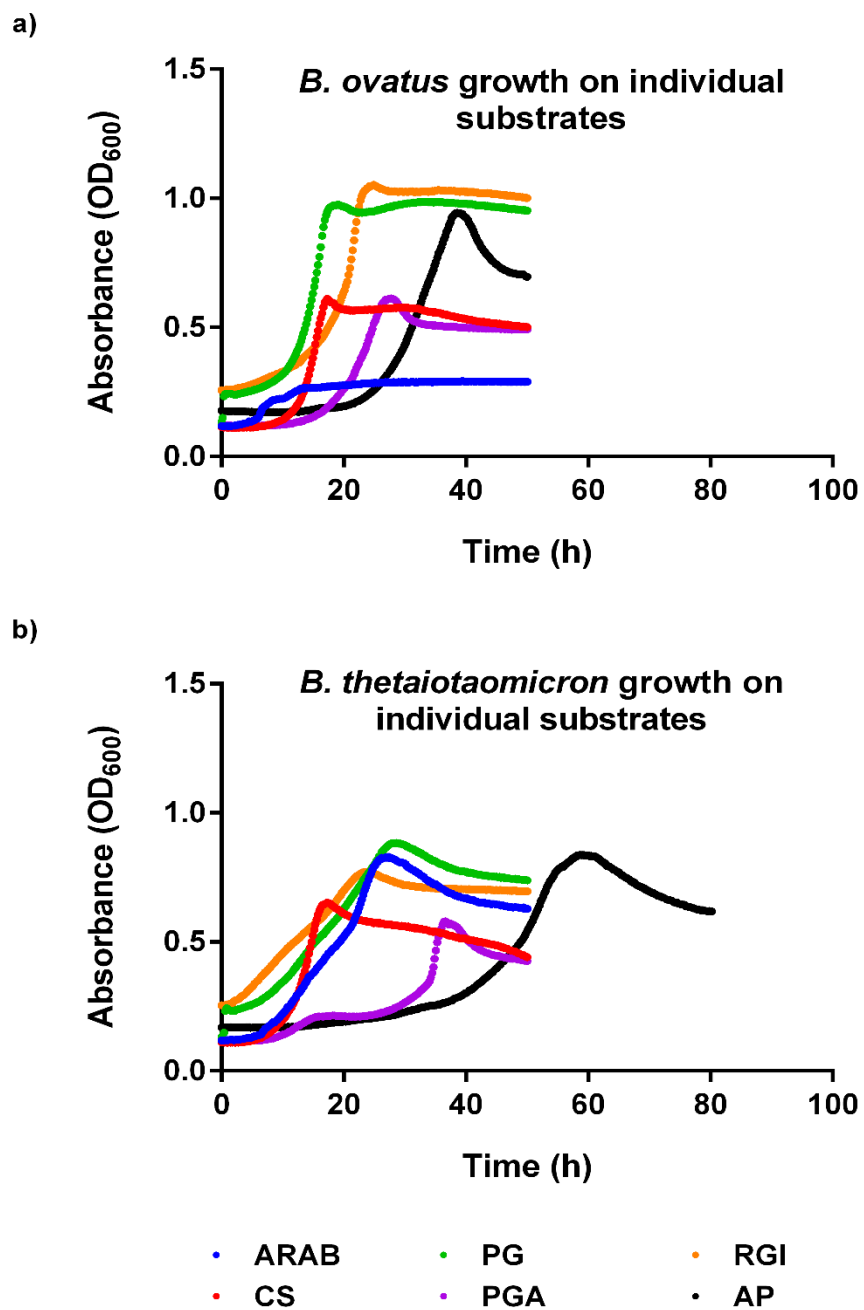 a)
B. ovatus growth on individual
substrates
1.5
1.0
0.5
0.0
Absorbance (OD600)
0 20 40 60 80 100
Time (h)
b)
B. thetaiotaomicron growth on
individual substrates
1.5
1.0
0.5
0.0
Absorbance (OD600)
0 20 40 60 80 100
Time (h)
ARAB PG RGI
CS PGA AP